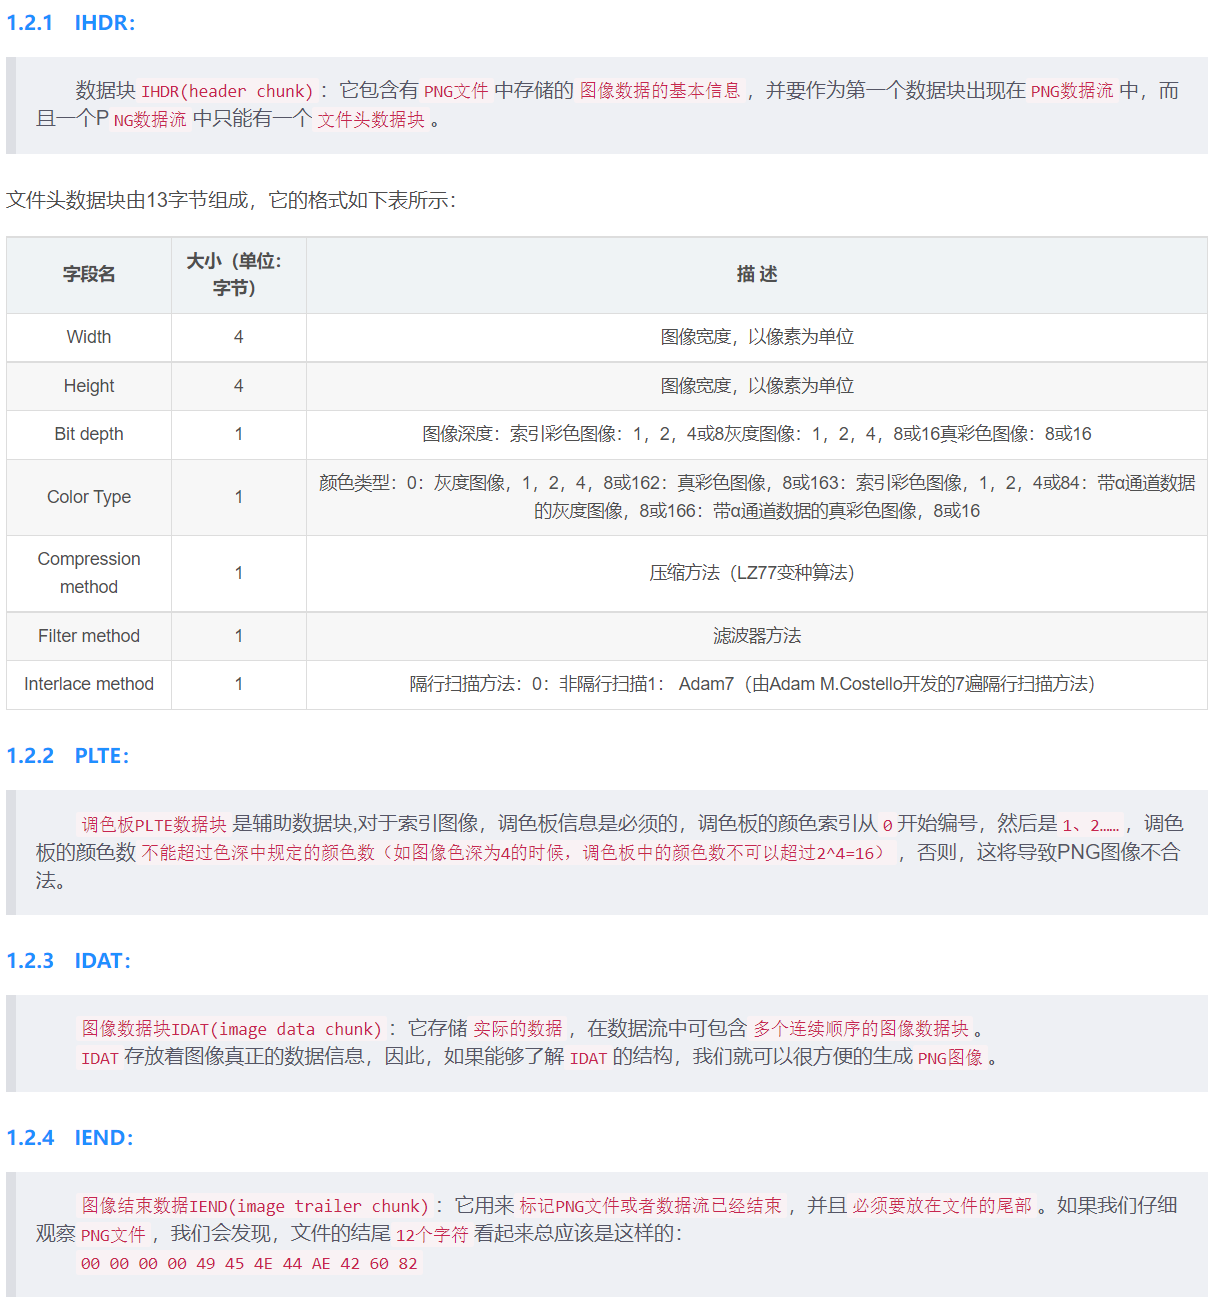 1.2.1 IHDR：
数据块 IHDR(header chunk) ：它包含有 PNG文件 中存储的 图像数据的基本信息 ，并要作为第一个数据块出现在 PNG数据流 中，而
且一个P NG数据流 中只能有一个 文件头数据块 。
文件头数据块由13字节组成，它的格式如下表所示：
字段名 大小（单位： 描 述
字节）
Width 4 图像宽度，以像素为单位
Height 4 图像宽度，以像素为单位
Bit depth 1 图像深度：索引彩色图像：1，2，4或8灰度图像：1，2，4，8或16真彩色图像：8或16
Color Type 1 颜色类型：0：灰度图像，1，2，4，8或162：真彩色图像，8或163：索引彩色图像，1，2，4或84：带α通道数据
的灰度图像，8或166：带α通道数据的真彩色图像，8或16
Compression
method 1 压缩方法（LZ77变种算法）
Filter method 1 滤波器方法
Interlace method 1 隔行扫描方法：0：非隔行扫描1： Adam7（由Adam M.Costello开发的7遍隔行扫描方法）
1.2.2 PLTE：
调色板PLTE数据块 是辅助数据块,对于索引图像，调色板信息是必须的，调色板的颜色索引从 0 开始编号，然后是 1、2…… ，调色
板的颜色数 不能超过色深中规定的颜色数（如图像色深为4的时候，调色板中的颜色数不可以超过2^4=16） ，否则，这将导致PNG图像不合
法。
1.2.3 IDAT：
图像数据块IDAT(image data chunk) ：它存储 实际的数据 ，在数据流中可包含 多个连续顺序的图像数据块 。
IDAT 存放着图像真正的数据信息，因此，如果能够了解 IDAT 的结构，我们就可以很方便的生成 PNG图像 。
1.2.4 IEND：
图像结束数据IEND(image trailer chunk) ：它用来 标记PNG文件或者数据流已经结束 ，并且 必须要放在文件的尾部 。如果我们仔细
观察 PNG文件 ，我们会发现，文件的结尾 12个字符 看起来总应该是这样的：
00 00 00 00 49 45 4E 44 AE 42 60 82